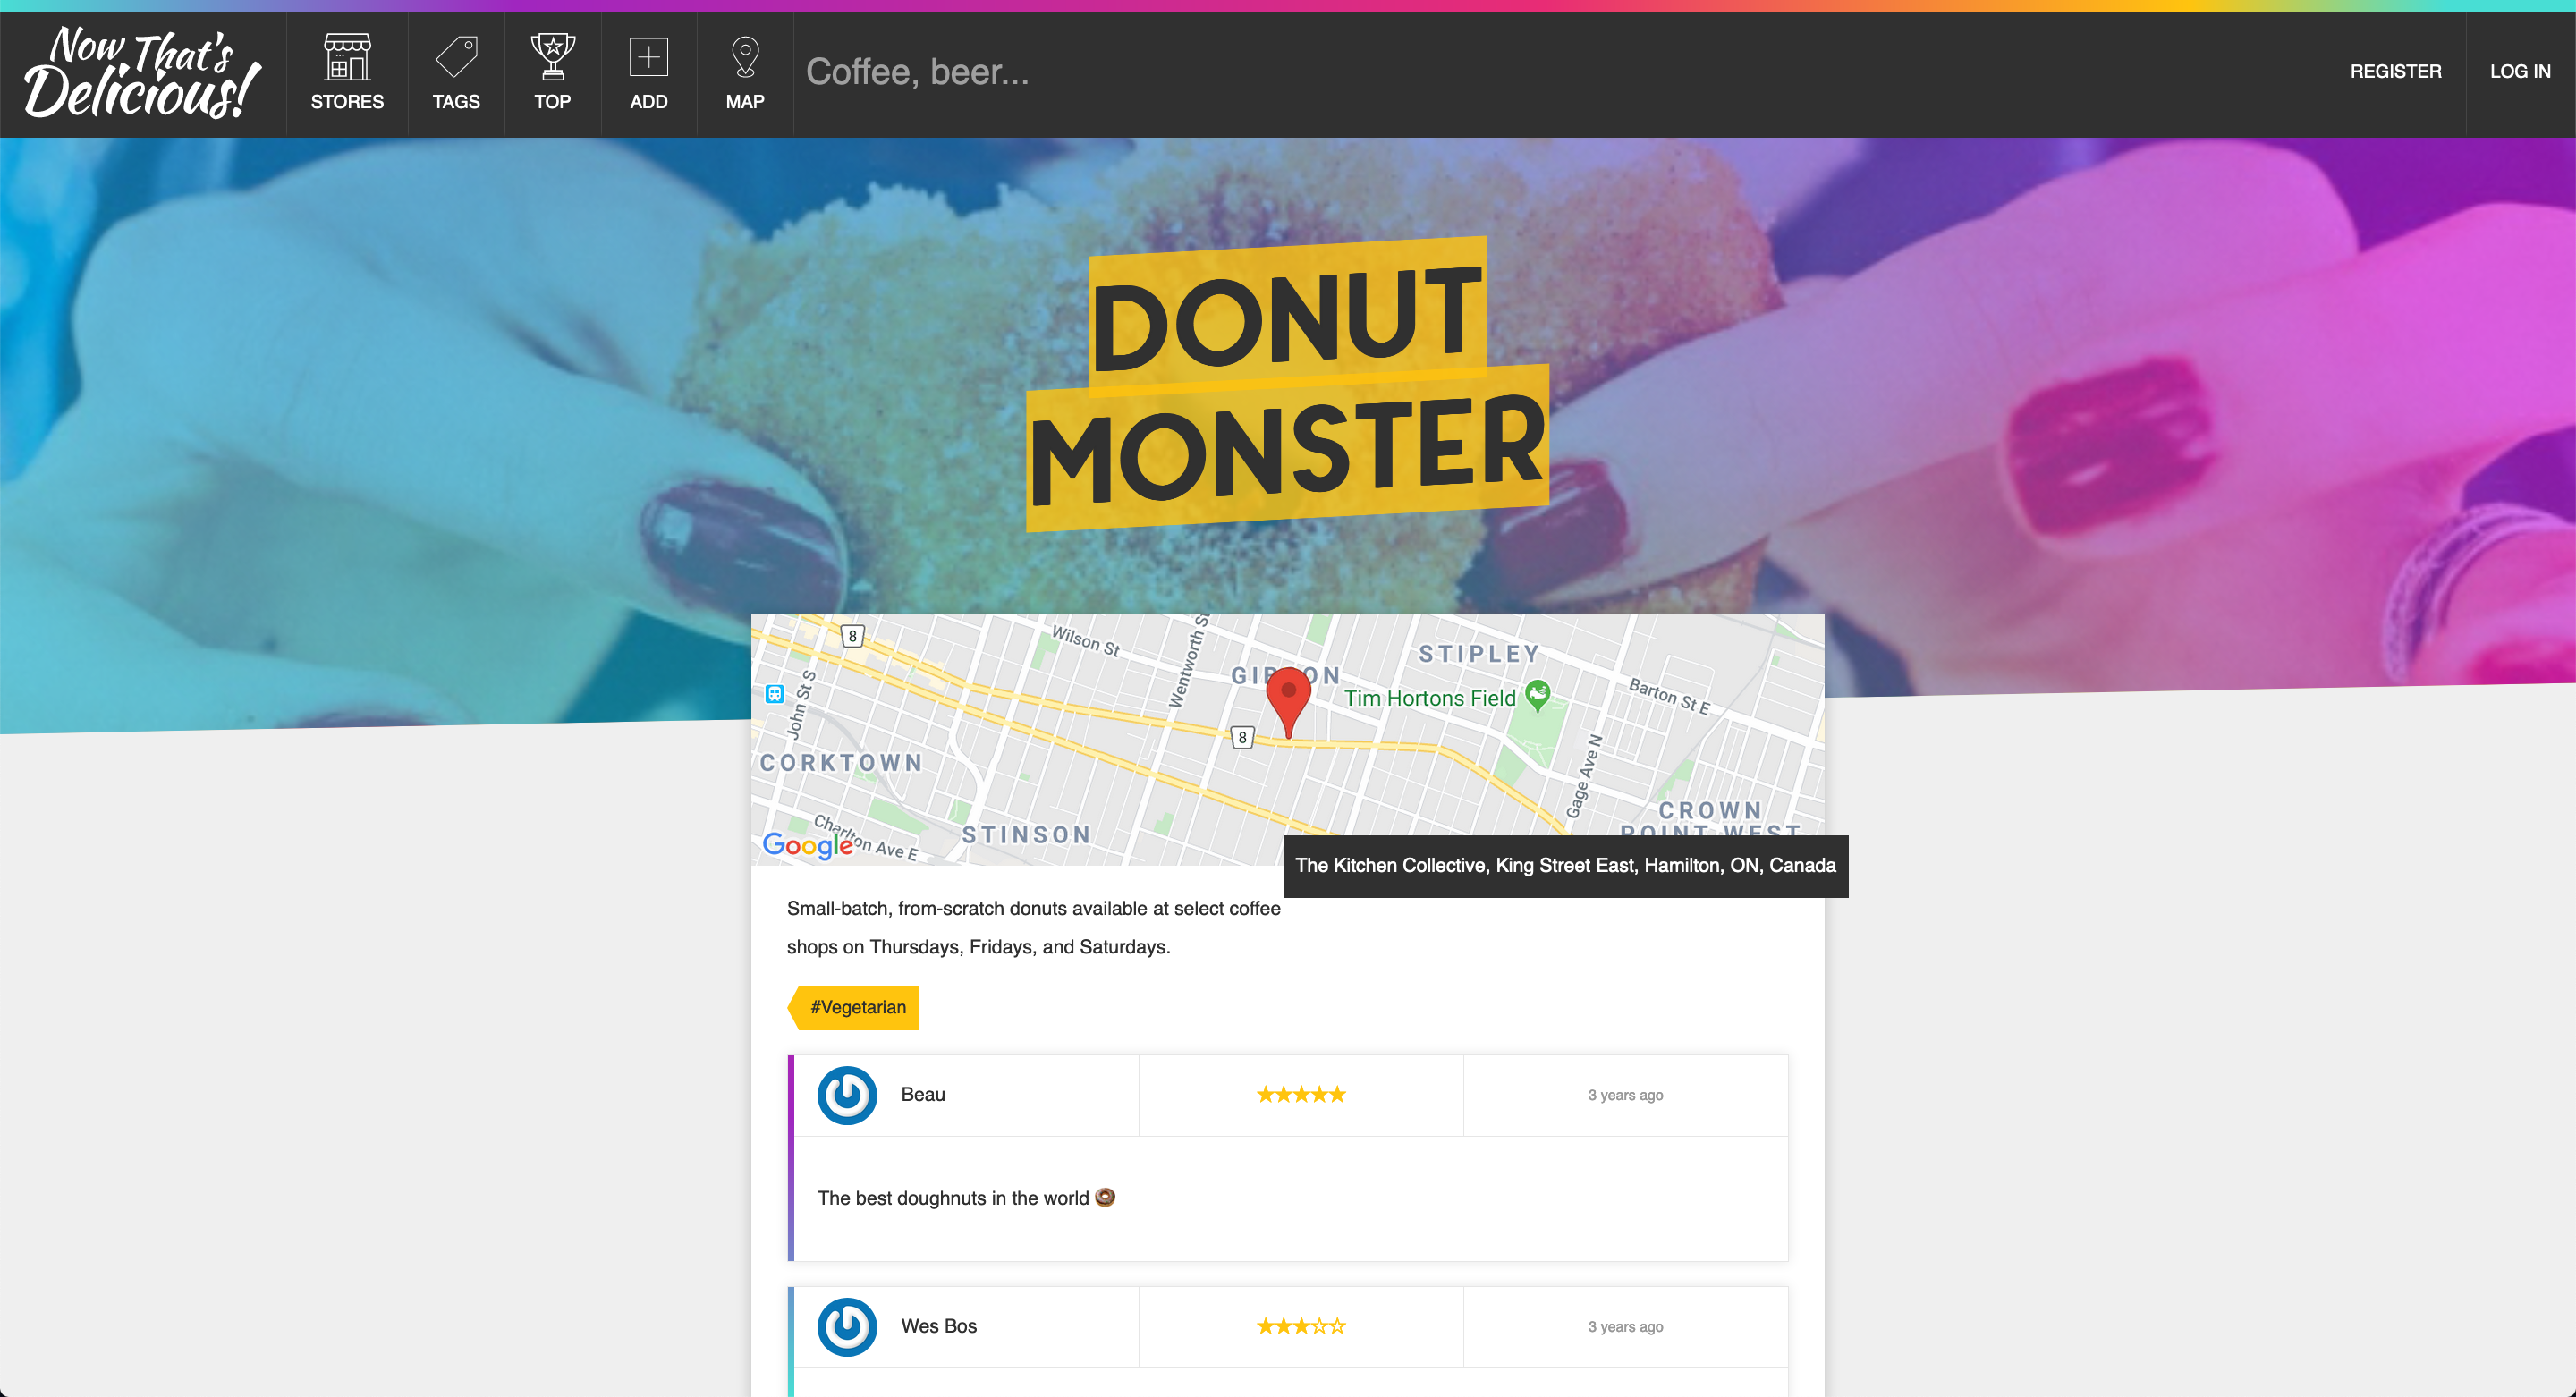 Now That's
Delicious!
STORES
TAGS
TOP
ADD
MAP
Coffee, beer...
REGISTER
LOG IN
DONUT
MONSTER
8
Wilson St
Wentworth St
STIPLEY
John St S
Tim Hortons Field
Barton St E
8
CORKTOWN
Gage Ave N
CROWN
POINT WEST
STINSON
Charlton Ave E
Google
The Kitchen Collective, King Street East, Hamilton, ON, Canada
Small-batch, from-scratch donuts available at select coffee
shops on Thursdays, Fridays, and Saturdays.
#Vegetarian
Beau
★★★★★
3 years ago
The best doughnuts in the world 🍩
Wes Bos
★★★☆☆
3 years ago